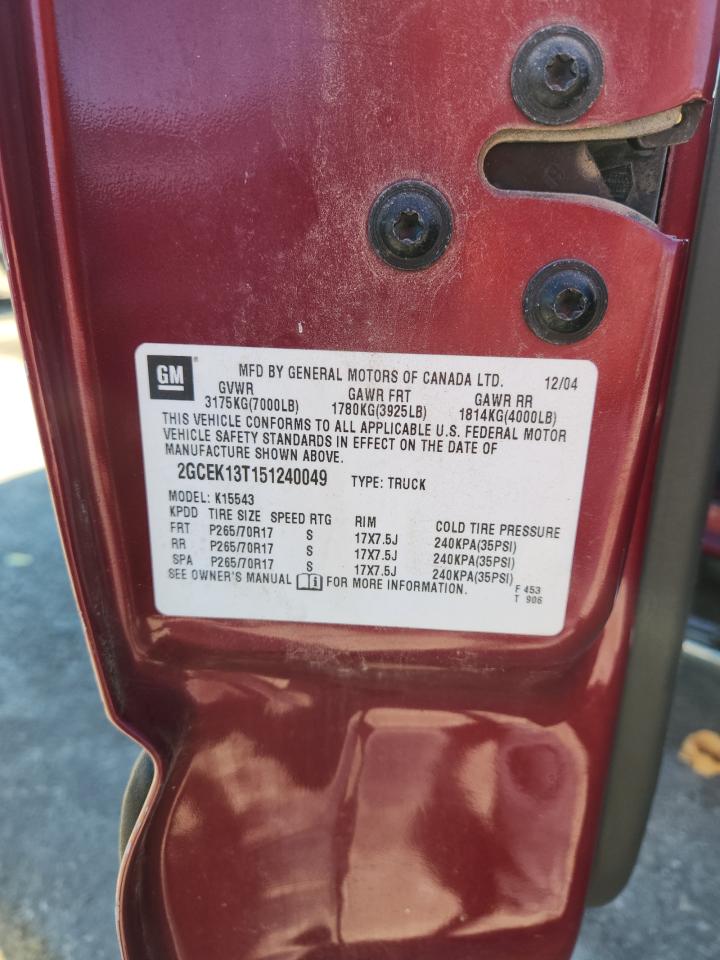 GM ® MFD BY GENERAL MOTORS OF CANADA LTD. 12/04
GVWR GAWR FRT GAWR RR
3175KG(7000LB) 1780KG(3925LB) 1814KG(4000LB)
THIS VEHICLE CONFORMS TO ALL APPLICABLE U.S. FEDERAL MOTOR
VEHICLE SAFETY STANDARDS IN EFFECT ON THE DATE OF
MANUFACTURE SHOWN ABOVE.
2GCEK13T151240049 TYPE: TRUCK
MODEL: K15543
KPDD TIRE SIZE SPEED RTG RIM COLD TIRE PRESSURE
FRT P265/70R17 S 17X7.5J 240KPA(35PSI)
RR P265/70R17 S 17X7.5J 240KPA(35PSI)
SPA P265/70R17 S 17X7.5J 240KPA(35PSI)
SEE OWNER'S MANUAL i FOR MORE INFORMATION.
F 453
T 906